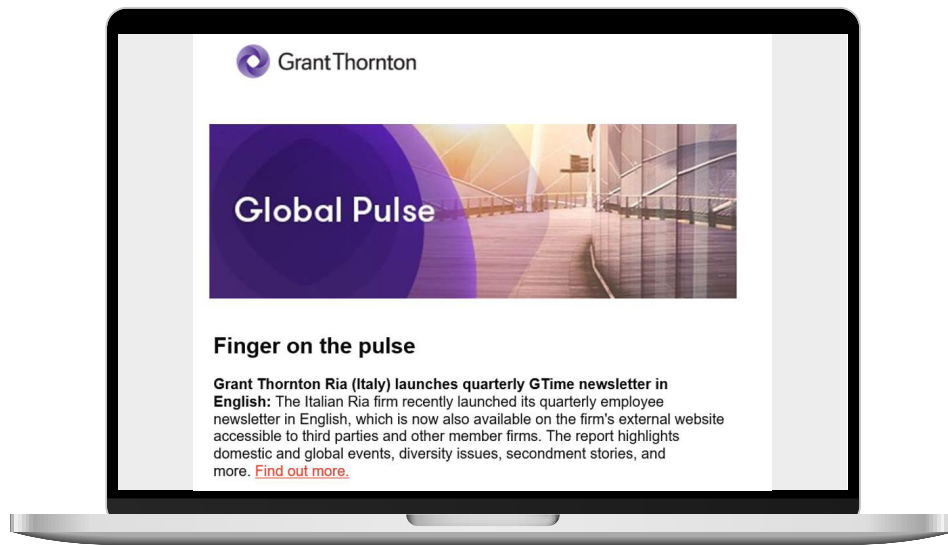 Grant Thornton
Global Pulse
Finger on the pulse
Grant Thornton Ria (Italy) launches quarterly GTime newsletter in
English: The Italian Ria firm recently launched its quarterly employee
newsletter in English, which is now also available on the firm's external website
accessible to third parties and other member firms. The report highlights
domestic and global events, diversity issues, secondment stories, and
more. Find out more.